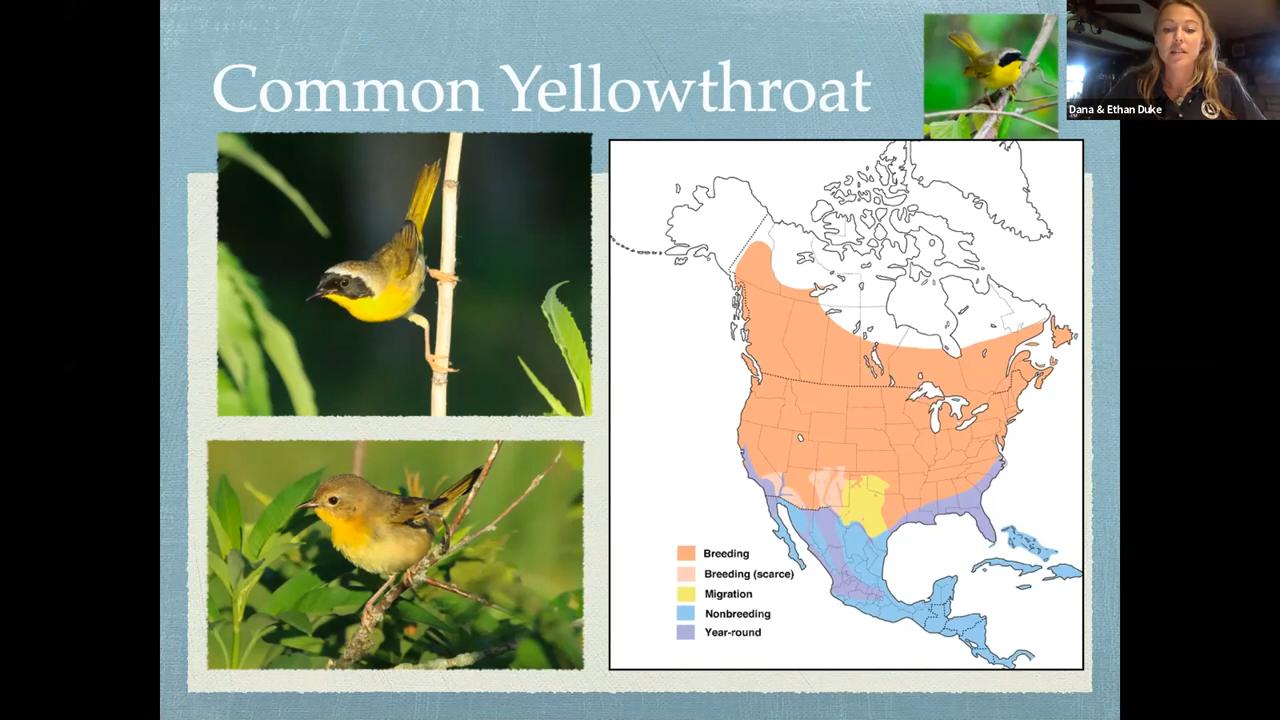 Common Yellowthroat
Dana & Ethan Duke
Breeding
Breeding (scarce)
Migration
Nonbreeding
Year-round